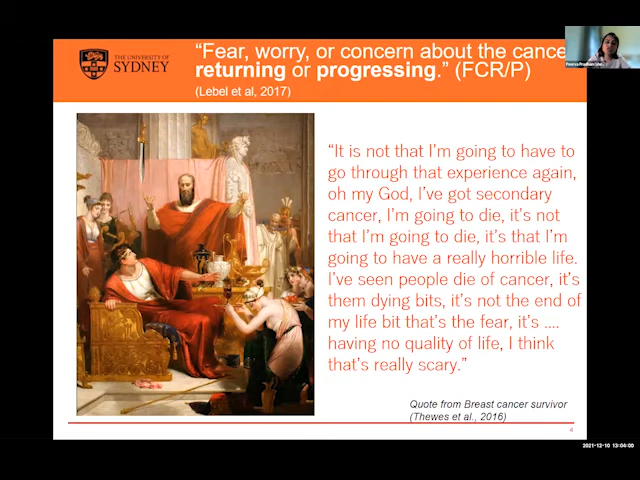 THE UNIVERSITY OF
SYDNEY
“Fear, worry, or concern about the cance
returning or progressing.” (FCR/P)
(Lebel et al, 2017)
“It is not that I’m going to have to
go through that experience again,
oh my God, I’ve got secondary
cancer, I’m going to die, it’s not
that I’m going to die, it’s that I’m
going to have a really horrible life.
I’ve seen people die of cancer, it’s
them dying bits, it’s not the end of
my life bit that’s the fear, it’s ....
having no quality of life, I think
that’s really scary.”
Quote from Breast cancer survivor
(Thewes et al., 2016)
4
2021-12-10 13:04:00